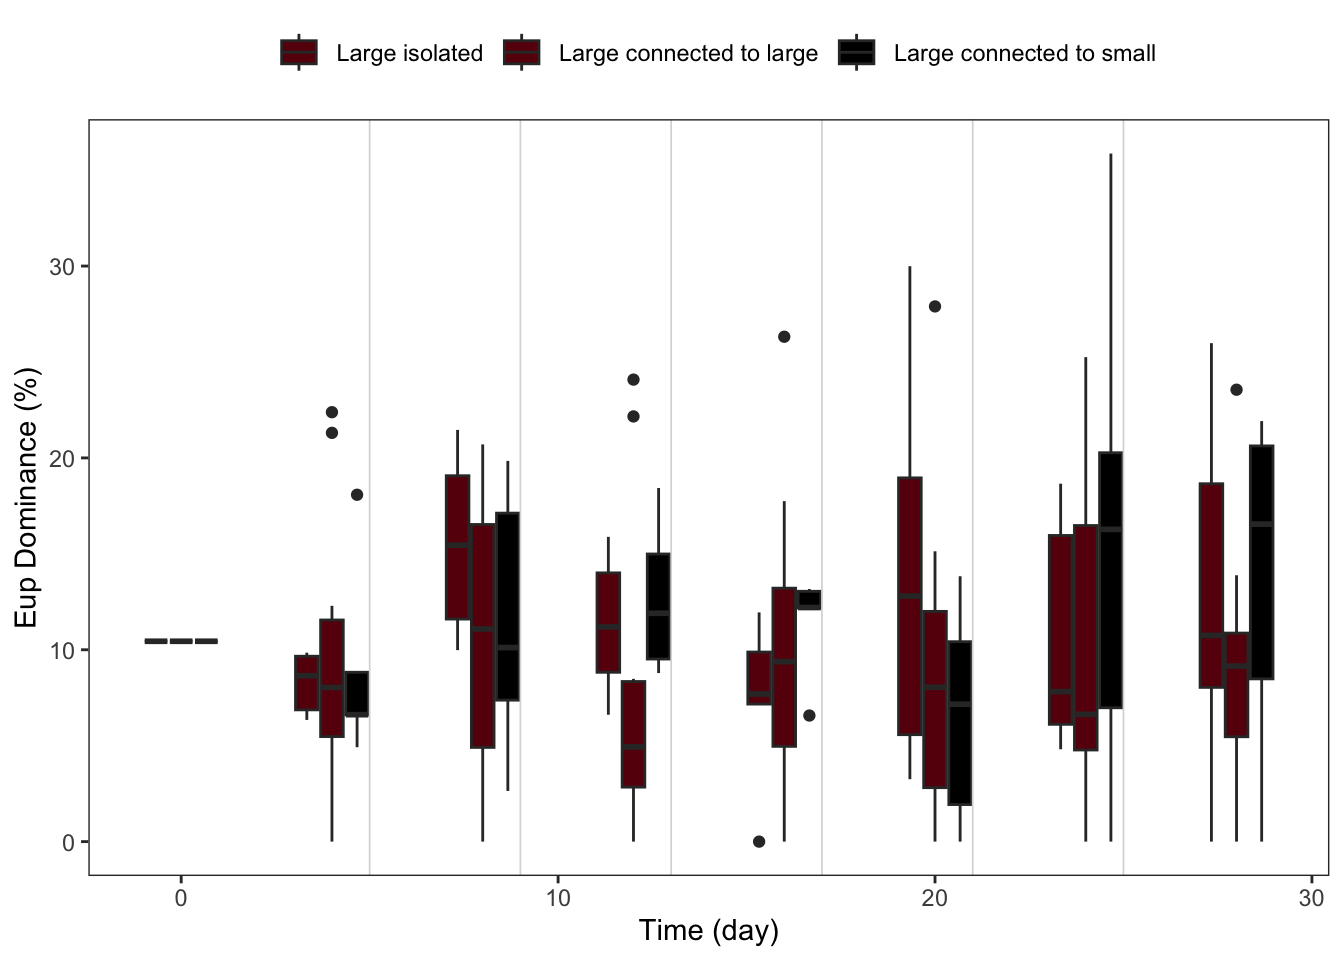 Large isolated Large connected to large Large connected to small
Eup Dominance (%)
30
20
10
0
0 10 20 30
Time (day)